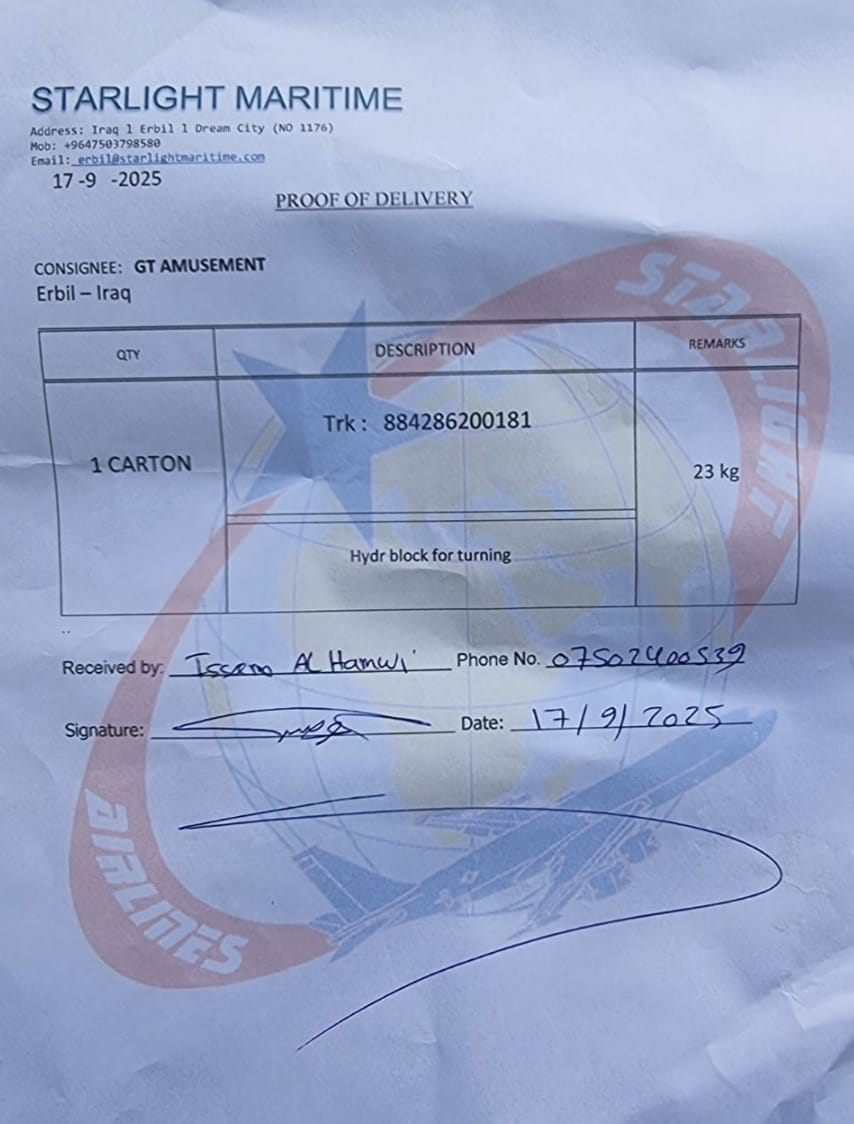 STARLIGHT MARITIME
Address: Iraq l Erbil l Dream City (NO 1176)
Mob: +9647503798580
Email: erbil@starlightmaritime.com
17-9 -2025
PROOF OF DELIVERY
CONSIGNEE: GT AMUSEMENT
Erbil – Iraq
QTY DESCRIPTION REMARKS
Trk : 884286200181
1 CARTON 23 kg
Hydr block for turning
Received by: Issam Al Hamwi Phone No. 07502400539
Signature: Date: 17/9/2025
STARLIGHT
AIRLINES